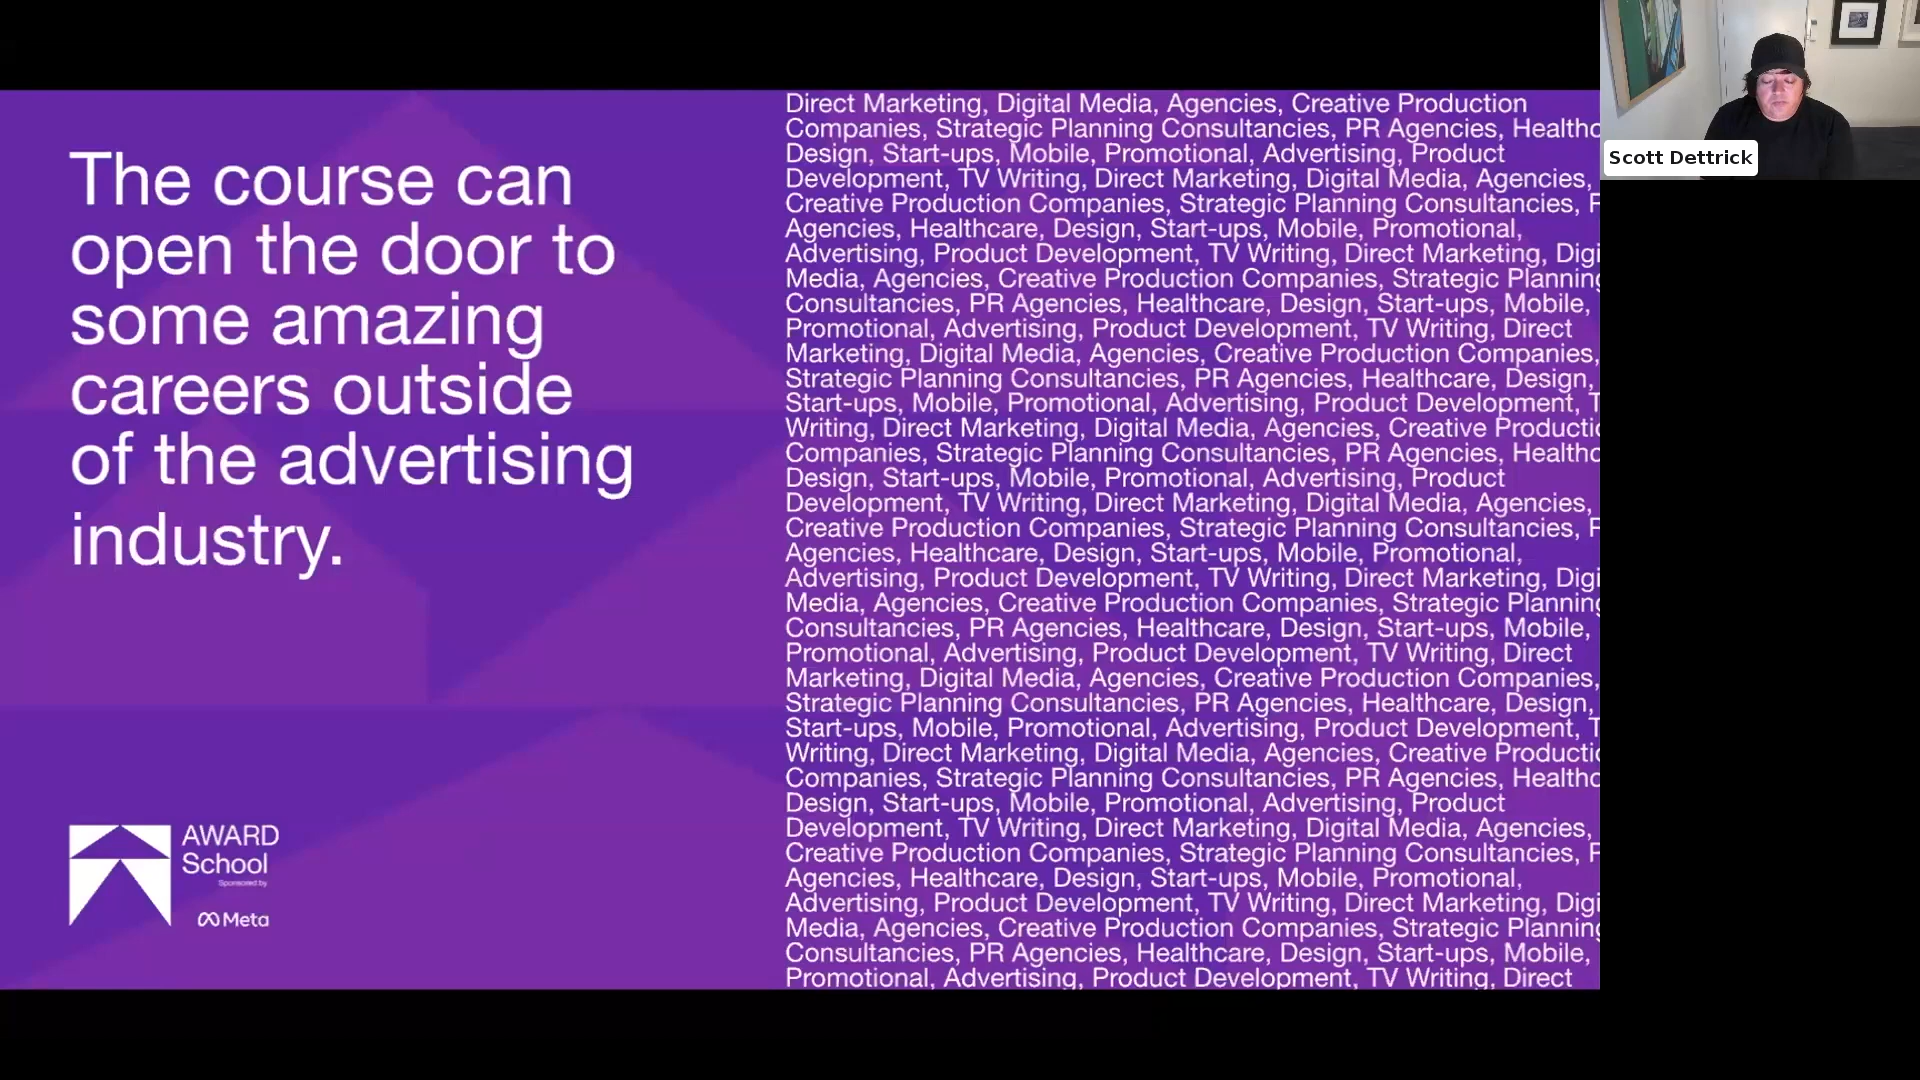 The course can
open the door to
some amazing
careers outside
of the advertising
industry.
AWARD
School
Sponsored by
Meta
Direct Marketing, Digital Media, Agencies, Creative Production
Companies, Strategic Planning Consultancies, PR Agencies, Healthc
Design, Start-ups, Mobile, Promotional, Advertising, Product
Development, TV Writing, Direct Marketing, Digital Media, Agencies,
Creative Production Companies, Strategic Planning Consultancies, P
Agencies, Healthcare, Design, Start-ups, Mobile, Promotional,
Advertising, Product Development, TV Writing, Direct Marketing, Digi
Media, Agencies, Creative Production Companies, Strategic Planning
Consultancies, PR Agencies, Healthcare, Design, Start-ups, Mobile,
Promotional, Advertising, Product Development, TV Writing, Direct
Marketing, Digital Media, Agencies, Creative Production Companies,
Strategic Planning Consultancies, PR Agencies, Healthcare, Design,
Start-ups, Mobile, Promotional, Advertising, Product Development, T
Writing, Direct Marketing, Digital Media, Agencies, Creative Producti
Companies, Strategic Planning Consultancies, PR Agencies, Healthc
Design, Start-ups, Mobile, Promotional, Advertising, Product
Development, TV Writing, Direct Marketing, Digital Media, Agencies,
Creative Production Companies, Strategic Planning Consultancies, P
Agencies, Healthcare, Design, Start-ups, Mobile, Promotional,
Advertising, Product Development, TV Writing, Direct Marketing, Digi
Media, Agencies, Creative Production Companies, Strategic Planning
Consultancies, PR Agencies, Healthcare, Design, Start-ups, Mobile,
Promotional, Advertising, Product Development, TV Writing, Direct
Marketing, Digital Media, Agencies, Creative Production Companies,
Strategic Planning Consultancies, PR Agencies, Healthcare, Design,
Start-ups, Mobile, Promotional, Advertising, Product Development, T
Writing, Direct Marketing, Digital Media, Agencies, Creative Producti
Companies, Strategic Planning Consultancies, PR Agencies, Healthc
Design, Start-ups, Mobile, Promotional, Advertising, Product
Development, TV Writing, Direct Marketing, Digital Media, Agencies,
Creative Production Companies, Strategic Planning Consultancies, P
Agencies, Healthcare, Design, Start-ups, Mobile, Promotional,
Advertising, Product Development, TV Writing, Direct Marketing, Digi
Media, Agencies, Creative Production Companies, Strategic Planning
Consultancies, PR Agencies, Healthcare, Design, Start-ups, Mobile,
Promotional, Advertising, Product Development, TV Writing, Direct
Scott Dettrick